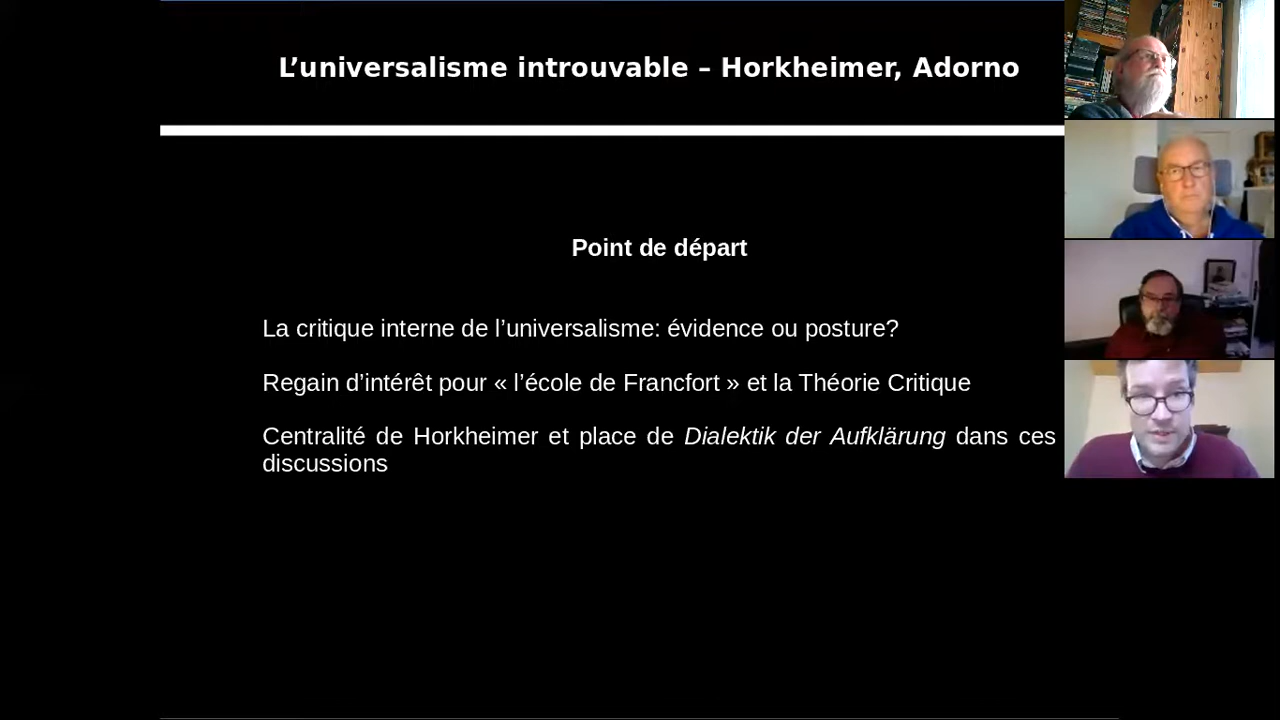 L’universalisme introuvable – Horkheimer, Adorno
Point de départ
La critique interne de l’universalisme: évidence ou posture?
Regain d’intérêt pour « l’école de Francfort » et la Théorie Critique
Centralité de Horkheimer et place de Dialektik der Aufklärung dans ces
discussions